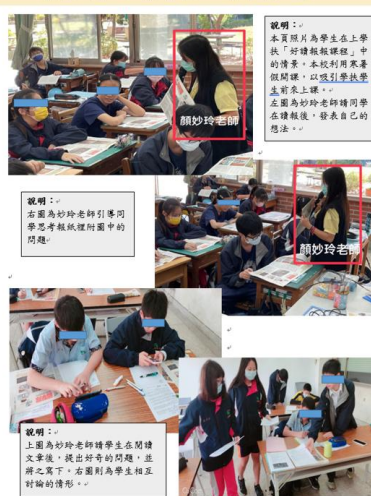 說明：
本頁照片為學生在上學
扶「好讀報報課程」中
的情景，本校利用寒暑
假開課，以吸引學扶學
生前來上課。
左圖為妙玲老師請同學
在讀報後，發表自己的
想法。
顏妙玲老師
說明：
右圖為妙玲老師引導同
學思考報紙裡附圖中的
問題
顏妙玲老師
說明：
上圖為妙玲老師請學生在閱讀
文章後，提出好奇的問題，並
將之寫下。右圖則為學生相互
討論的情形。